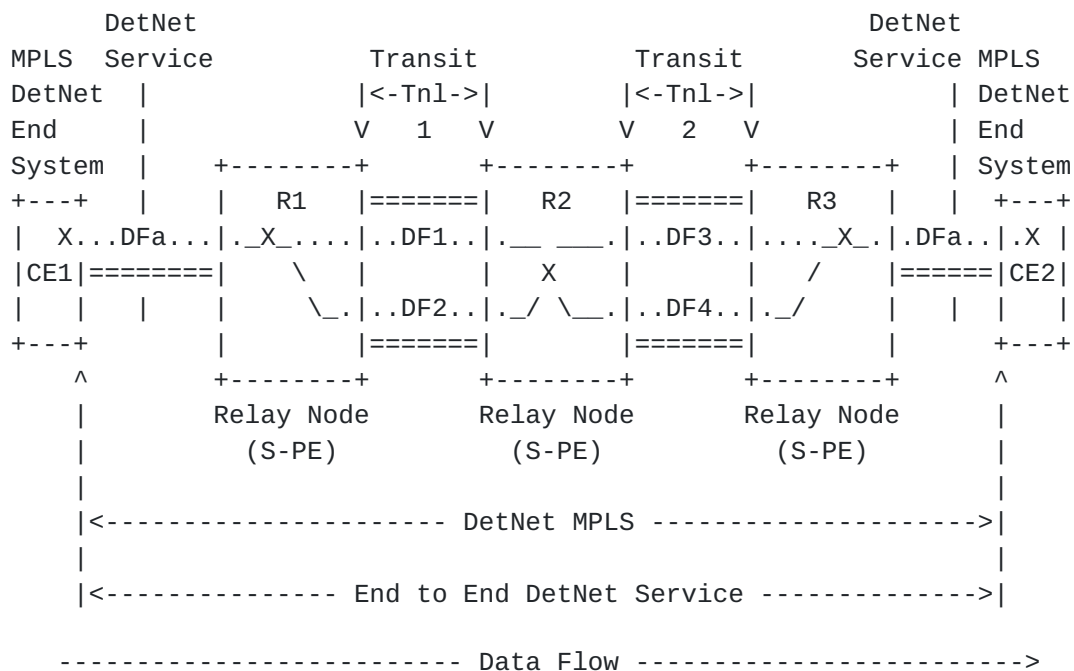 DetNet                                         DetNet
MPLS  Service          Transit          Transit       Service MPLS
DetNet  |             |<-Tnl->|        |<-Tnl->|            | DetNet
End     |             V   1   V        V   2   V            | End
System  |    +--------+       +--------+       +--------+   | System
+---+   |    |   R1   |=======|   R2   |=======|   R3   |   |  +---+
|  X...DFa...|._X_....|..DF1..|.__ ___.|..DF3..|...._X_.|.DFa..|.X |
|CE1|========|    \   |       |   X    |       |   /    |======|CE2|
|   |   |    |     \_.|..DF2..|._/ \__.|..DF4..|._/     |   |  |   |
+---+        |        |=======|        |=======|        |      +---+
    ^        +--------+       +--------+       +--------+      ^
    |        Relay Node       Relay Node       Relay Node      |
    |          (S-PE)           (S-PE)           (S-PE)        |
    |                                                          |
    |<---------------------- DetNet MPLS --------------------->|
    |                                                          |
    |<--------------- End to End DetNet Service -------------->|

   -------------------------- Data Flow ------------------------->